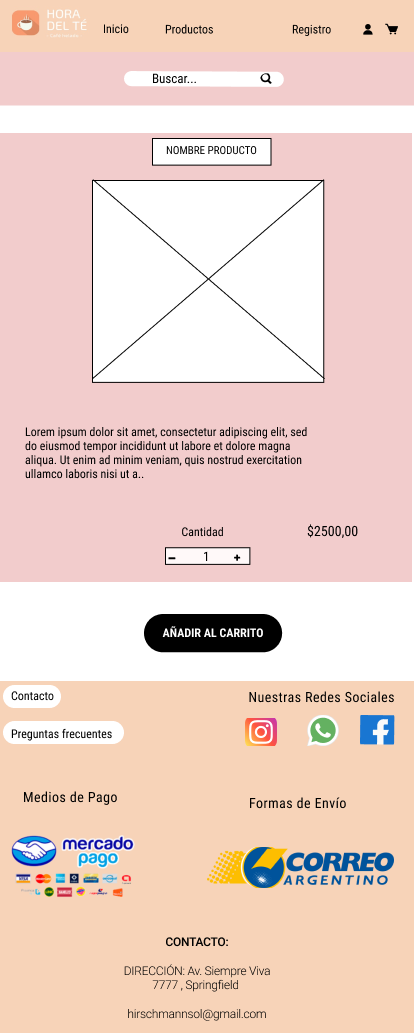 HORA
DEL TÉ
Inicio
Productos
Registro
Buscar...
NOMBRE PRODUCTO
Lorem ipsum dolor sit amet, consectetur adipiscing elit, sed
do eiusmod tempor incididunt ut labore et dolore magna
aliqua. Ut enim ad minim veniam, quis nostrud exercitation
ullamco laboris nisi ut a..
Cantidad
$2500,00
– 1 +
AÑADIR AL CARRITO
Contacto
Nuestras Redes Sociales
Preguntas frecuentes
Medios de Pago
Formas de Envío
mercado
pago
VISA
CORREO
ARGENTINO
CONTACTO:
DIRECCIÓN: Av. Siempre Viva
7777 , Springfield
hirschmannsol@gmail.com